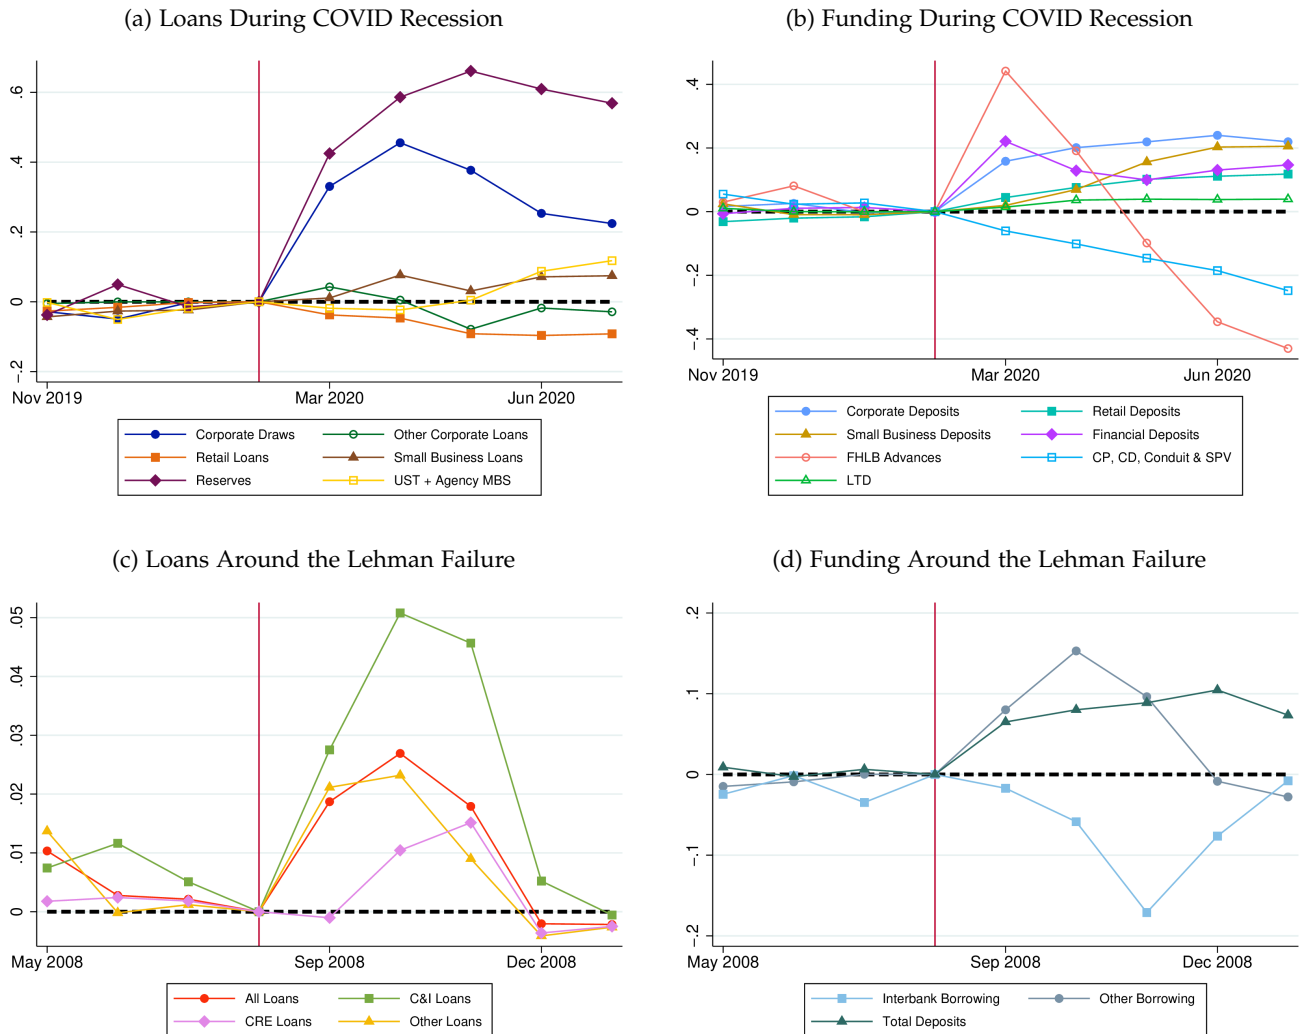 (a) Loans During COVID Recession
.6
.4
.2
0
-.2
Nov 2019 Mar 2020 Jun 2020
Corporate Draws Other Corporate Loans
Retail Loans Small Business Loans
Reserves UST + Agency MBS
(b) Funding During COVID Recession
.4
.2
0
-.2
-.4
Nov 2019 Mar 2020 Jun 2020
Corporate Deposits Retail Deposits
Small Business Deposits Financial Deposits
FHLB Advances CP, CD, Conduit & SPV
LTD
(c) Loans Around the Lehman Failure
.05
.04
.03
.02
.01
0
May 2008 Sep 2008 Dec 2008
All Loans C&I Loans
CRE Loans Other Loans
(d) Funding Around the Lehman Failure
.2
.1
0
-.1
-.2
May 2008 Sep 2008 Dec 2008
Interbank Borrowing Other Borrowing
Total Deposits